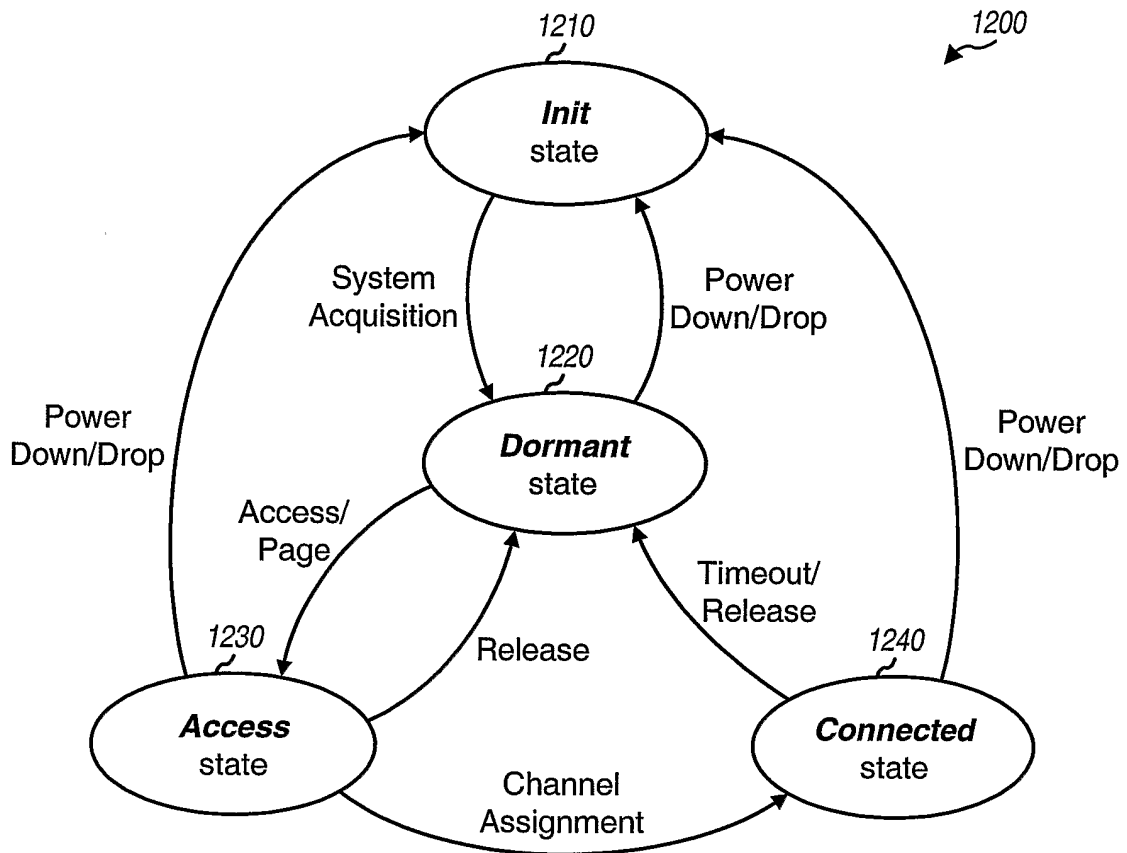 1210
1200
Init
state
System
Acquisition
Power
Down/Drop
1220
Dormant
state
Power
Down/Drop
Power
Down/Drop
Access/
Page
Timeout/
Release
1230
Release
1240
Access
state
Connected
state
Channel
Assignment